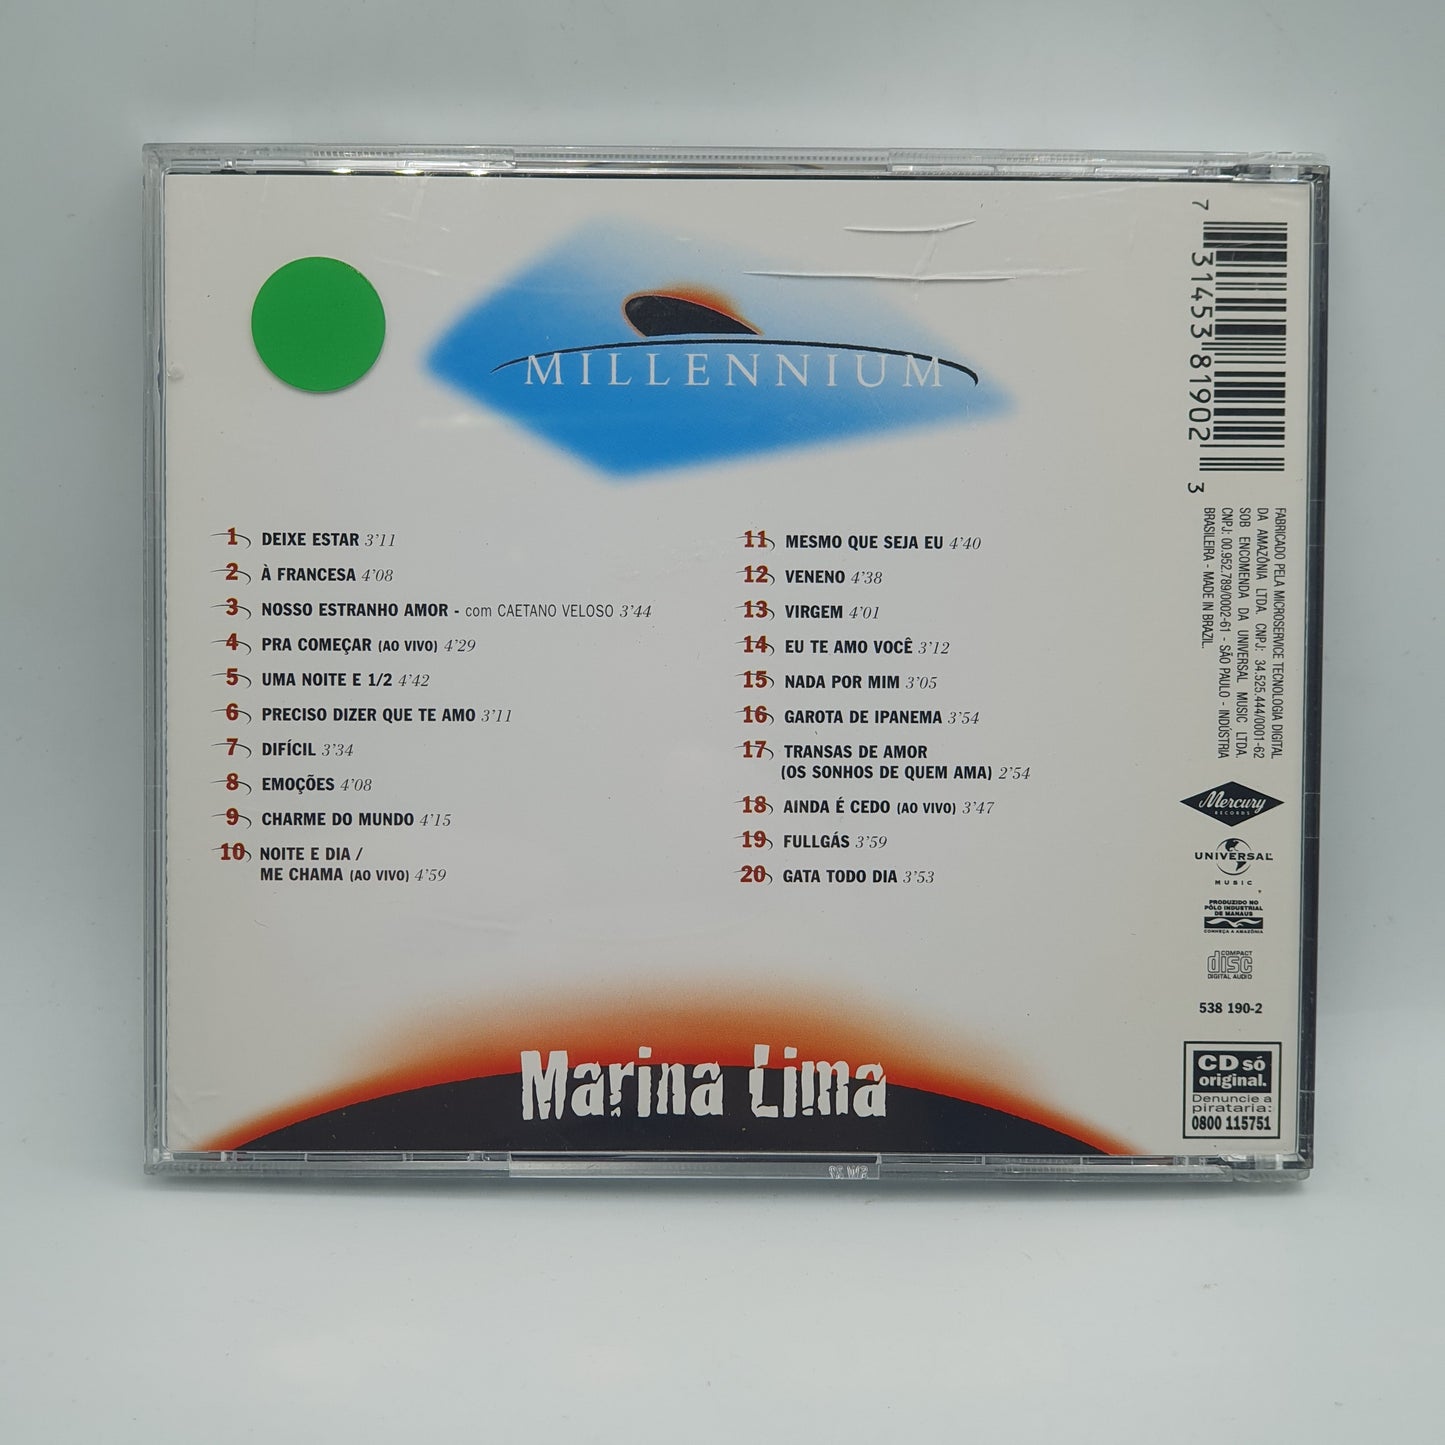 MILLENNIUM
1 DEIXE ESTAR 3'11
2 À FRANCESA 4'08
3 NOSSO ESTRANHO AMOR - com CAETANO VELOSO 3'44
4 PRA COMEÇAR (AO VIVO) 4'29
5 UMA NOITE E 1/2 4'42
6 PRECISO DIZER QUE TE AMO 3'11
7 DIFÍCIL 3'34
8 EMOÇÕES 4'08
9 CHARME DO MUNDO 4'15
10 NOITE E DIA /
ME CHAMA (AO VIVO) 4'59
11 MESMO QUE SEJA EU 4'40
12 VENENO 4'38
13 VIRGEM 4'01
14 EU TE AMO VOCÊ 3'12
15 NADA POR MIM 3'05
16 GAROTA DE IPANEMA 3'54
17 TRANSAS DE AMOR
(OS SONHOS DE QUEM AMA) 2'54
18 AINDA É CEDO (AO VIVO) 3'47
19 FULLGÁS 3'59
20 GATA TODO DIA 3'53
Marina Lima
7 31453 81902 3
FABRICADO PELA MICROSERVICE TECNOLOGIA DIGITAL
DA AMAZÔNIA LTDA. CNPJ: 34.525.444/0001-62
SOB ENCOMENDA DA UNIVERSAL MUSIC LTDA.
CNPJ: 00.952.789/0002-61 - SÃO PAULO - INDÚSTRIA
BRASILEIRA - MADE IN BRAZIL.
Mercury
RECORDS
UNIVERSAL
MUSIC
PRODUZIDO NO
PÓLO INDUSTRIAL
DE MANAUS
CONHEÇA A AMAZÔNIA
COMPACT
disc
DIGITAL AUDIO
538 190-2
CD só
original.
Denuncie a
pirataria:
0800 115751